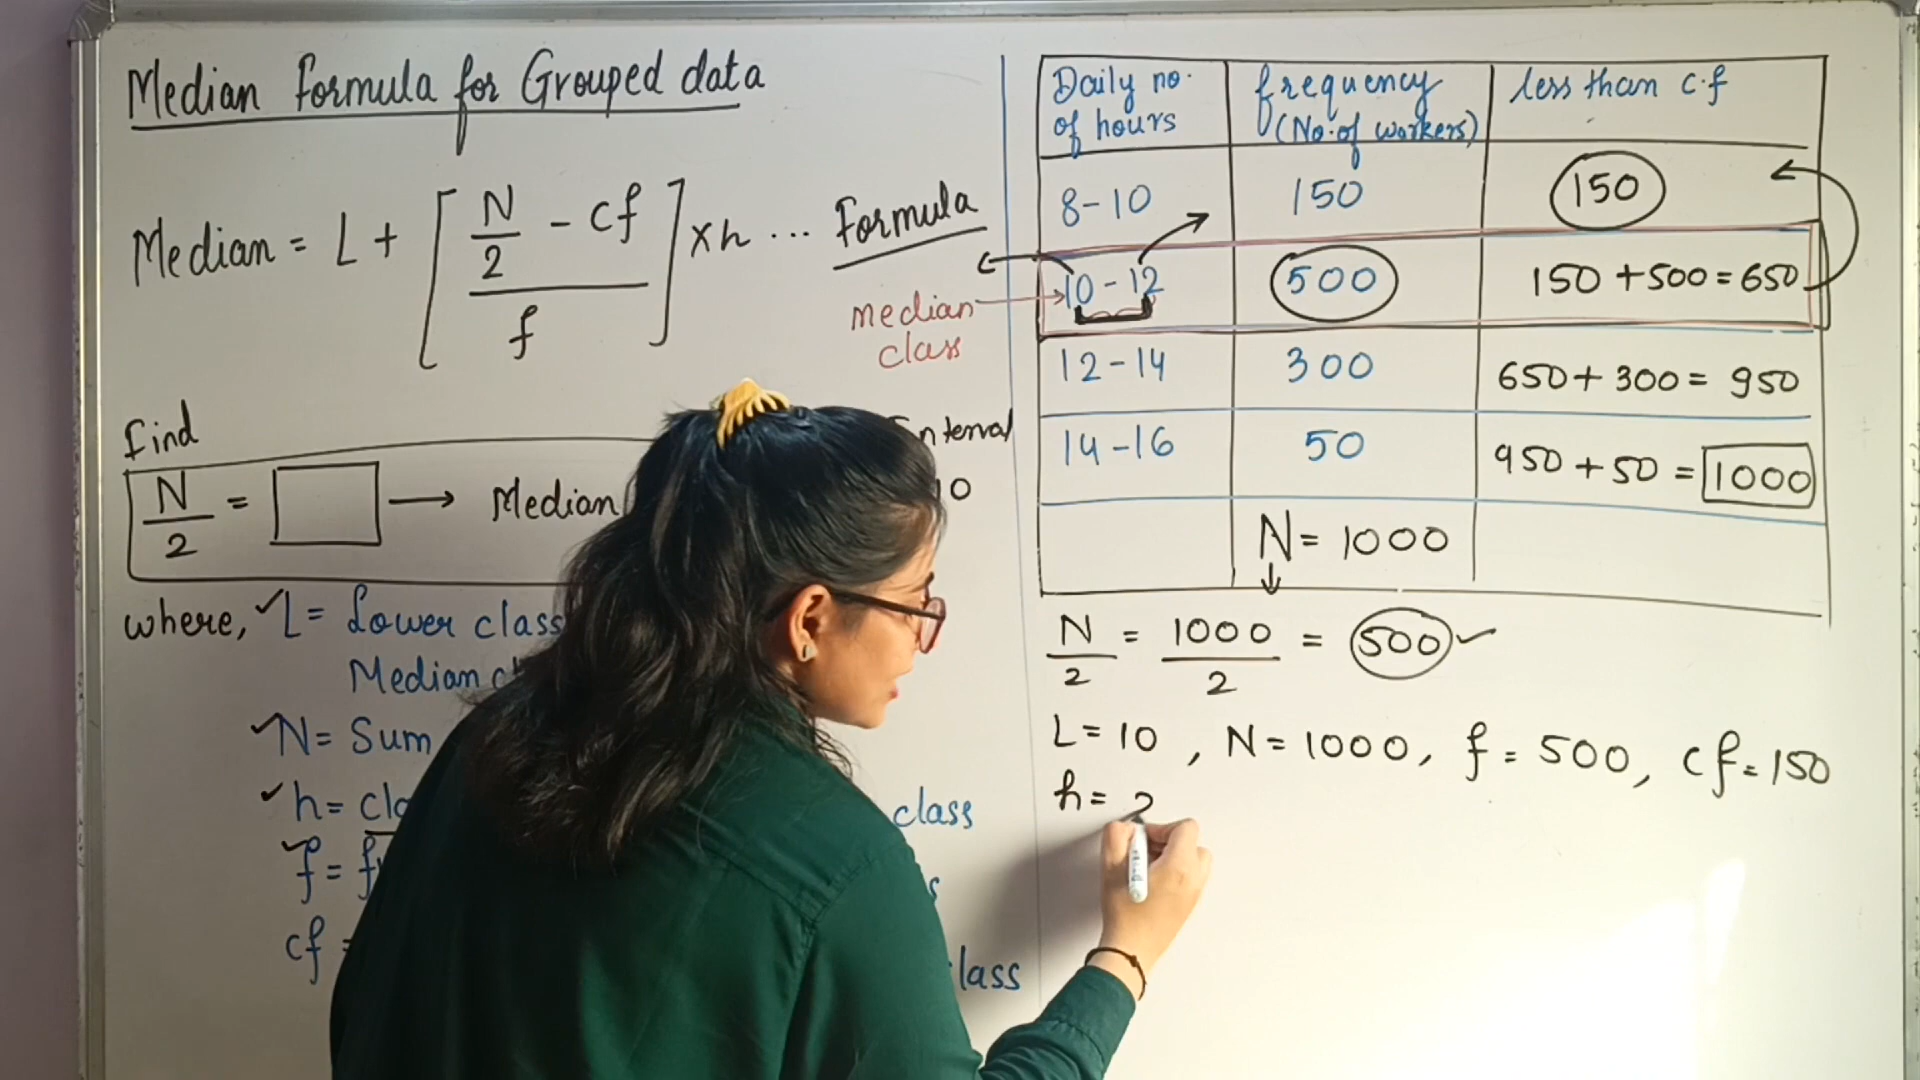 Median formula for Grouped data
Median = L + [ N/2 - cf / f ] × h ... Formula
median class
Find
N/2 = □ → Median
Interval
10
where, ✓L = Lower class
Median
✓N = Sum
✓h = class
✓f =
cf = class
Daily no. of hours | frequency (No. of workers) | less than c.f
8-10 | 150 | 150
10-12 | 500 | 150 + 500 = 650
12-14 | 300 | 650 + 300 = 950
14-16 | 50 | 950 + 50 = 1000
N = 1000
N/2 = 1000/2 = 500 ✓
L = 10, N = 1000, f = 500, cf = 150
h =